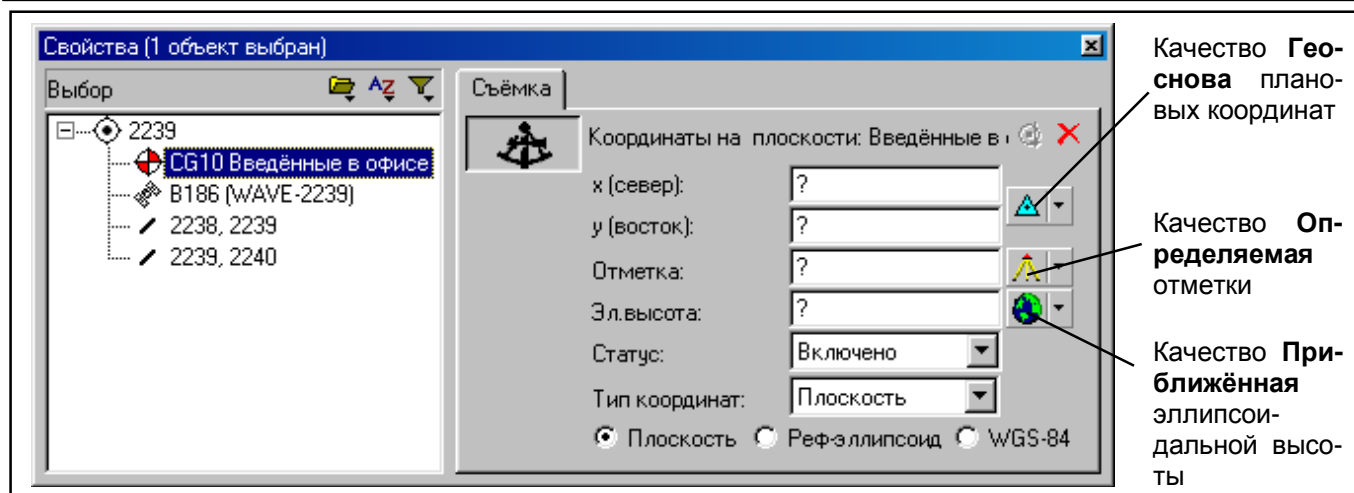 Свойства (1 объект выбран)
Выбор
2239
CG10 Введённые в офисе
B186 (WAVE-2239)
2238, 2239
2239, 2240
Съёмка
Координаты на плоскости: Введённые в
x (север): ?
y (восток): ?
Отметка: ?
Эл.высота: ?
Статус: Включено
Тип координат: Плоскость
Плоскость Реф-эллипсоид WGS-84
Качество Гео-
снова плано-
вых координат
Качество Оп-
ределяемая
отметки
Качество При-
ближённая
эллипсои-
дальной высо-
ты